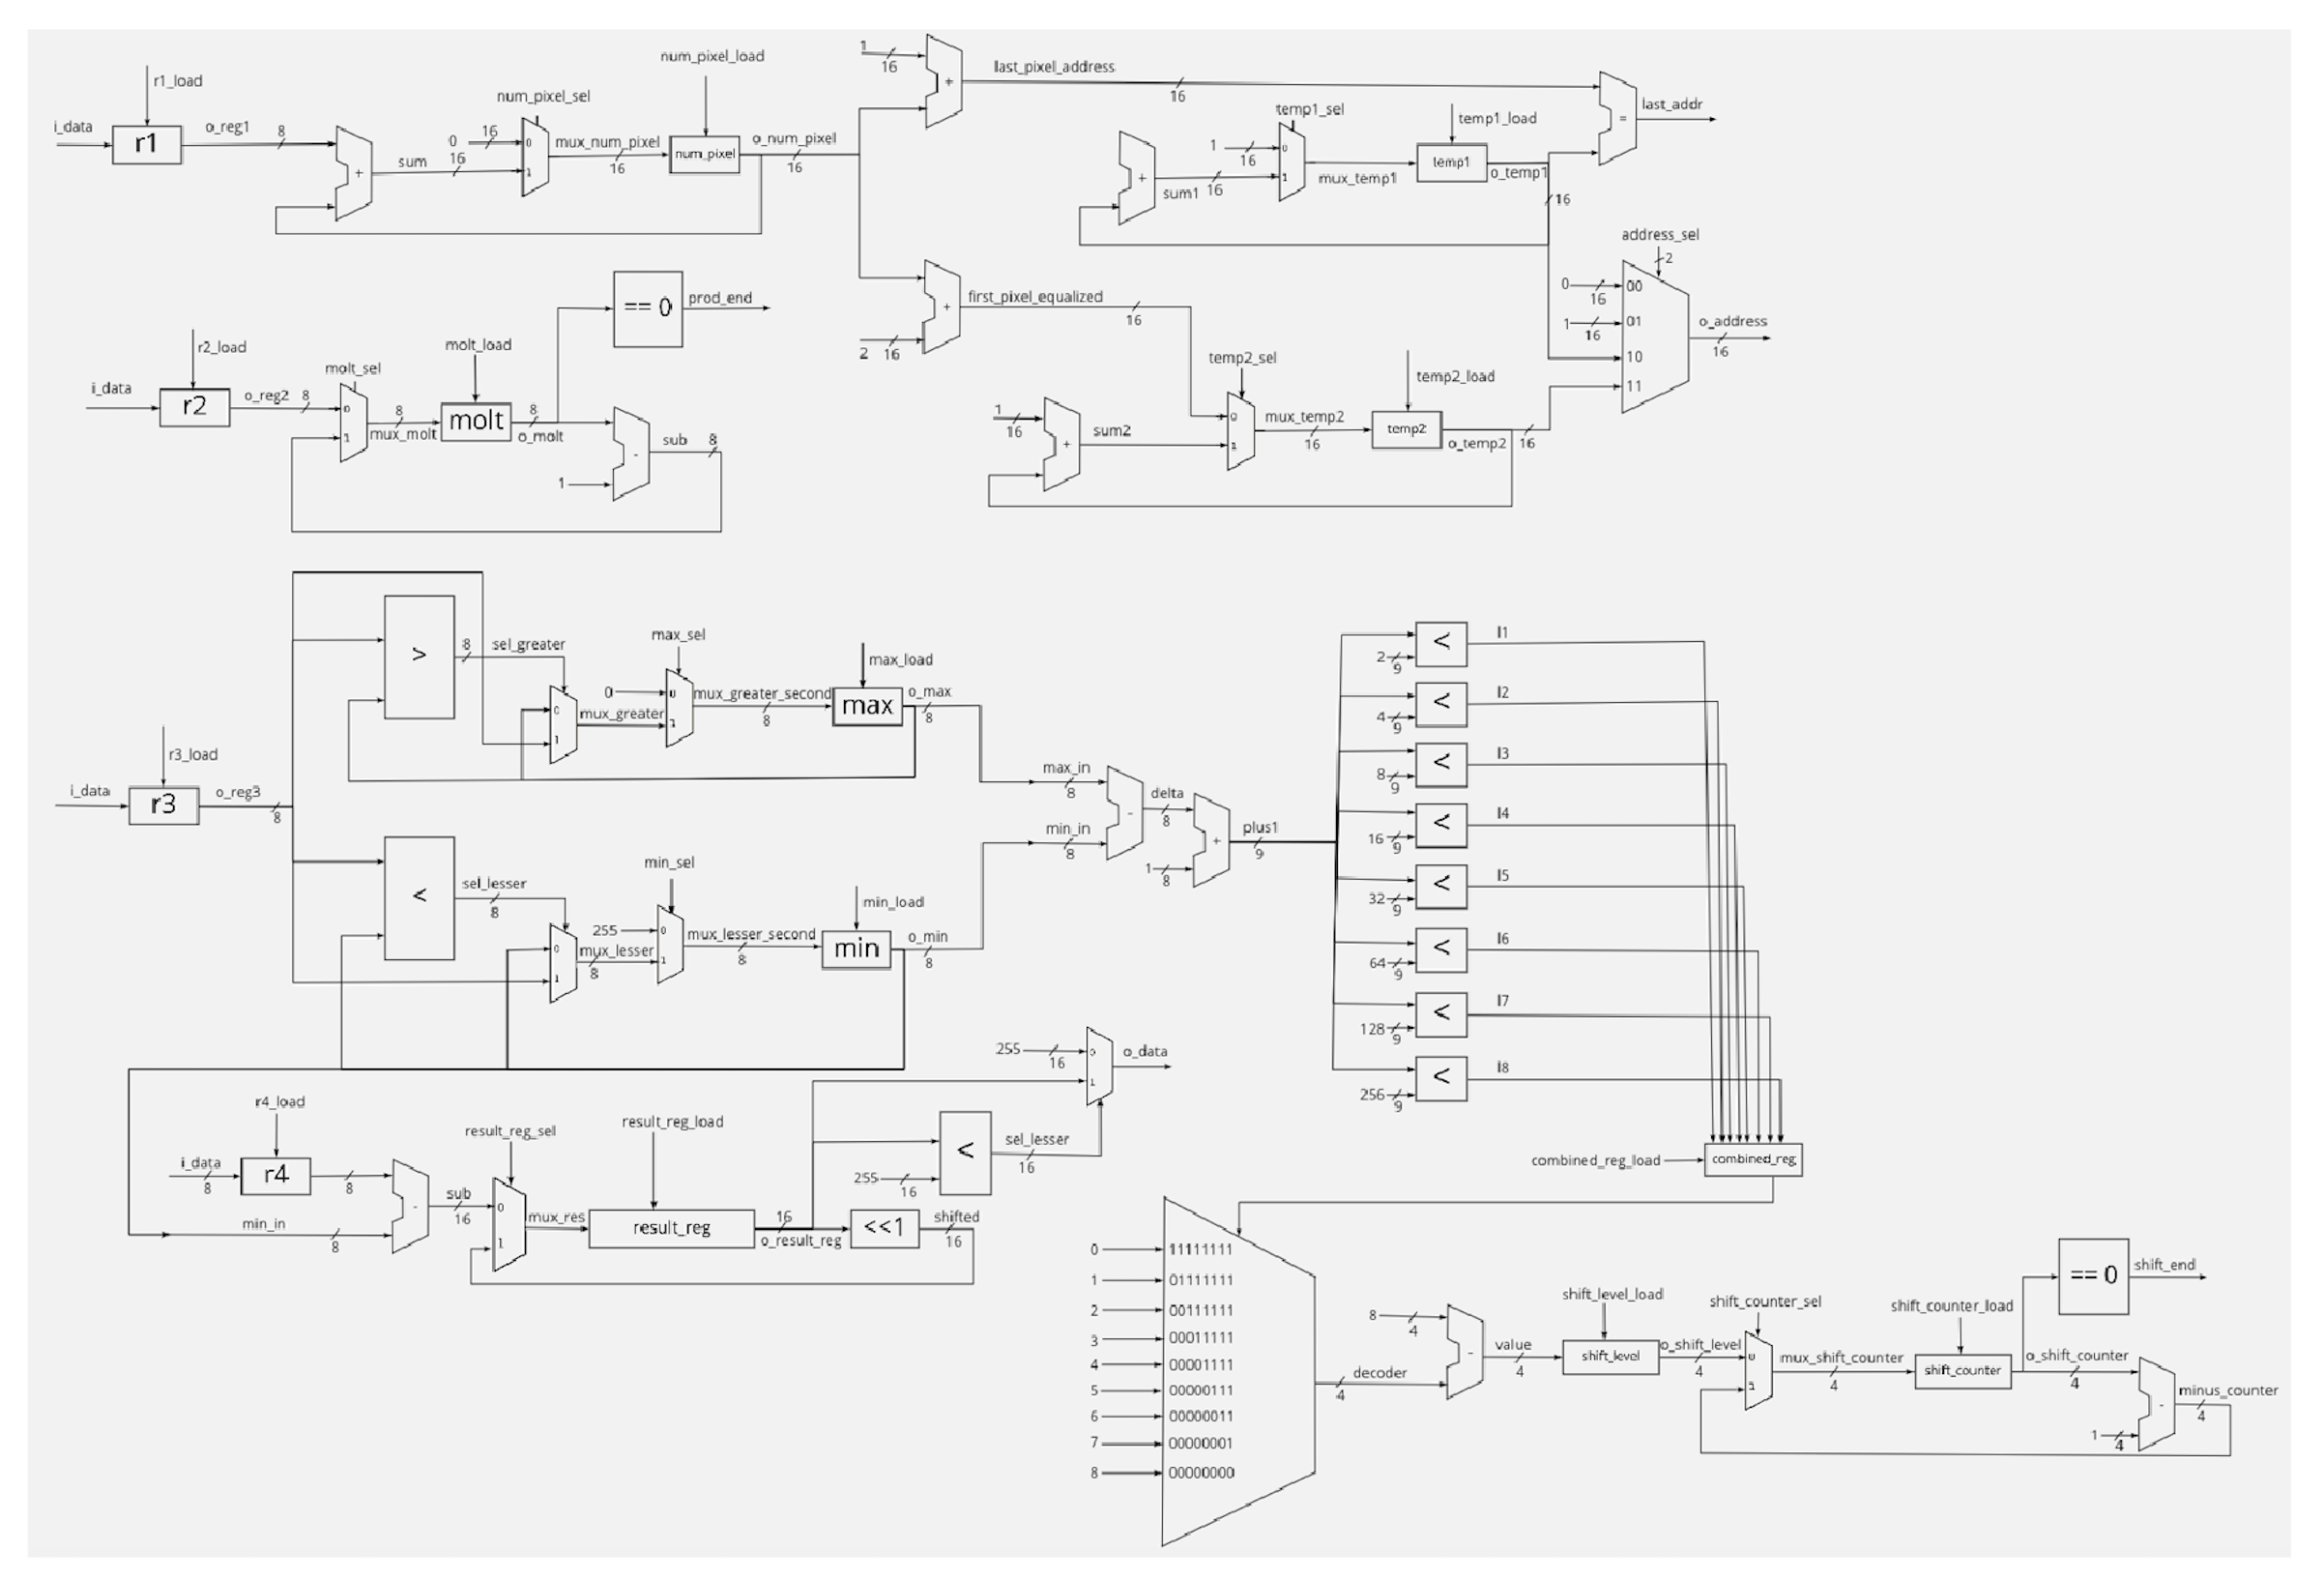 r1_load
i_data
r1
o_reg1
8
+
sum
16
num_pixel_sel
0
16
0
1
mux_num_pixel
16
num_pixel_load
num_pixel
o_num_pixel
16
1
16
+
last_pixel_address
16
=
last_addr
+
sum1
16
temp1_sel
1
16
0
1
mux_temp1
temp1_load
temp1
o_temp1
16
address_sel
2
0
16
00
1
16
01
10
11
o_address
16
+
2
16
first_pixel_equalized
16
1
16
+
sum2
temp2_sel
0
1
mux_temp2
16
temp2_load
temp2
o_temp2
16
r2_load
i_data
r2
o_reg2
8
molt_sel
0
1
8
mux_molt
molt_load
molt
8
o_molt
== 0
prod_end
-
1
sub
8
r3_load
i_data
r3
o_reg3
8
>
8
sel_greater
0
1
mux_greater
max_sel
0
0
1
mux_greater_second
8
max_load
max
o_max
8
<
sel_lesser
8
0
1
mux_lesser
8
min_sel
255
0
1
mux_lesser_second
8
min_load
min
o_min
8
max_in
8
min_in
8
-
delta
8
1
8
+
plus1
9
2
9
<
l1
4
9
<
l2
8
9
<
l3
16
9
<
l4
32
9
<
l5
64
9
<
l6
128
9
<
l7
256
9
<
l8
combined_reg_load
combined_reg
r4_load
i_data
8
r4
8
min_in
8
-
sub
16
result_reg_sel
0
1
mux_res
result_reg_load
result_reg
16
o_result_reg
<<1
shifted
16
255
16
<
sel_lesser
16
255
16
0
1
o_data
0 11111111
1 01111111
2 00111111
3 00011111
4 00001111
5 00000111
6 00000011
7 00000001
8 00000000
decoder
4
8
4
-
value
4
shift_level_load
shift_level
o_shift_level
4
shift_counter_sel
0
1
mux_shift_counter
4
shift_counter_load
shift_counter
o_shift_counter
4
== 0
shift_end
1
4
-
minus_counter
4